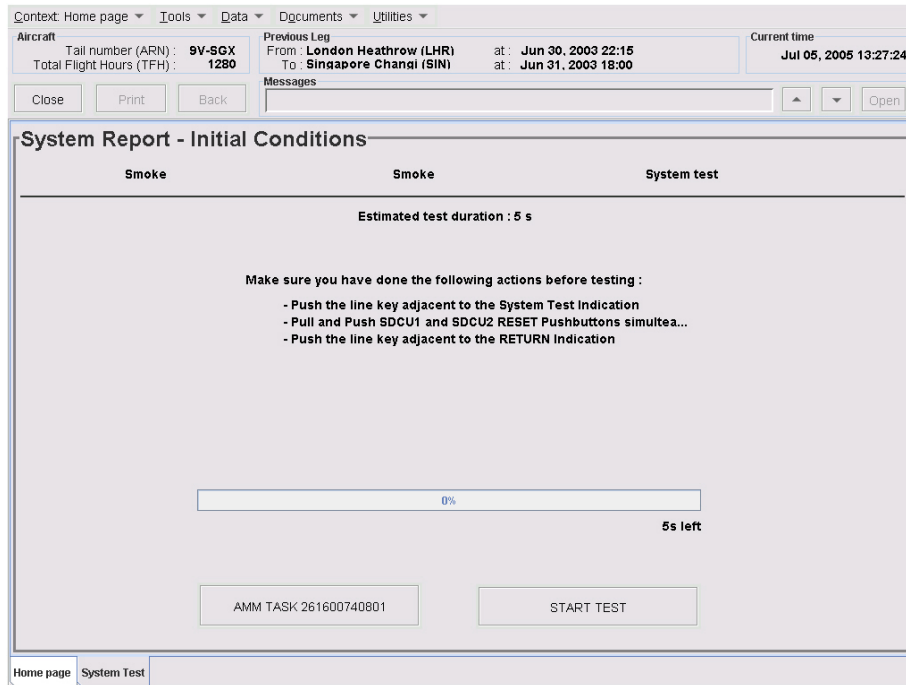 Context: Home page Tools Data Documents Utilities
Aircraft
Tail number (ARN) : 9V-SGX
Total Flight Hours (TFH) : 1280
Previous Leg
From : London Heathrow (LHR) at : Jun 30, 2003 22:15
To : Singapore Changi (SIN) at : Jun 31, 2003 18:00
Current time
Jul 05, 2005 13:27:24
Close Print Back
Messages
Open
System Report - Initial Conditions
Smoke Smoke System test
Estimated test duration : 5 s
Make sure you have done the following actions before testing :
- Push the line key adjacent to the System Test Indication
- Pull and Push SDCU1 and SDCU2 RESET Pushbuttons simultea...
- Push the line key adjacent to the RETURN Indication
0%
5s left
AMM TASK 261600740801 START TEST
Home page System Test